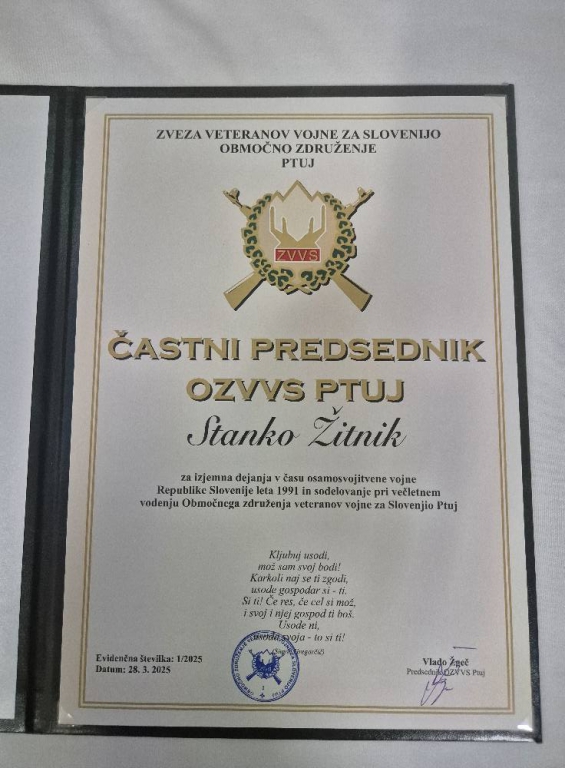 ZVEZA VETERANOV VOJNE ZA SLOVENIJO
OBMOČNO ZDRUŽENJE
PTUJ
ZVVS
ČASTNI PREDSEDNIK
OZVVS PTUJ
Stanko Žitnik
za izjemna dejanja v času osamosvojitvene vojne
Republike Slovenije leta 1991 in sodelovanje pri večletnem
vodenju Območnega združenja veteranov vojne za Slovenjio Ptuj
Kljubuj usodi,
mož sam svoj bodi!
Karkoli naj se ti zgodi,
usode gospodar si - ti.
Si ti! Če res, če cel si mož,
i svoj i njej gospod ti boš.
Usode ni,
usoda svoja - to si ti!
Evidenčna številka: 1/2025
Datum: 28. 3. 2025
Vlado Žgeč
Predsednik OZVVS Ptuj